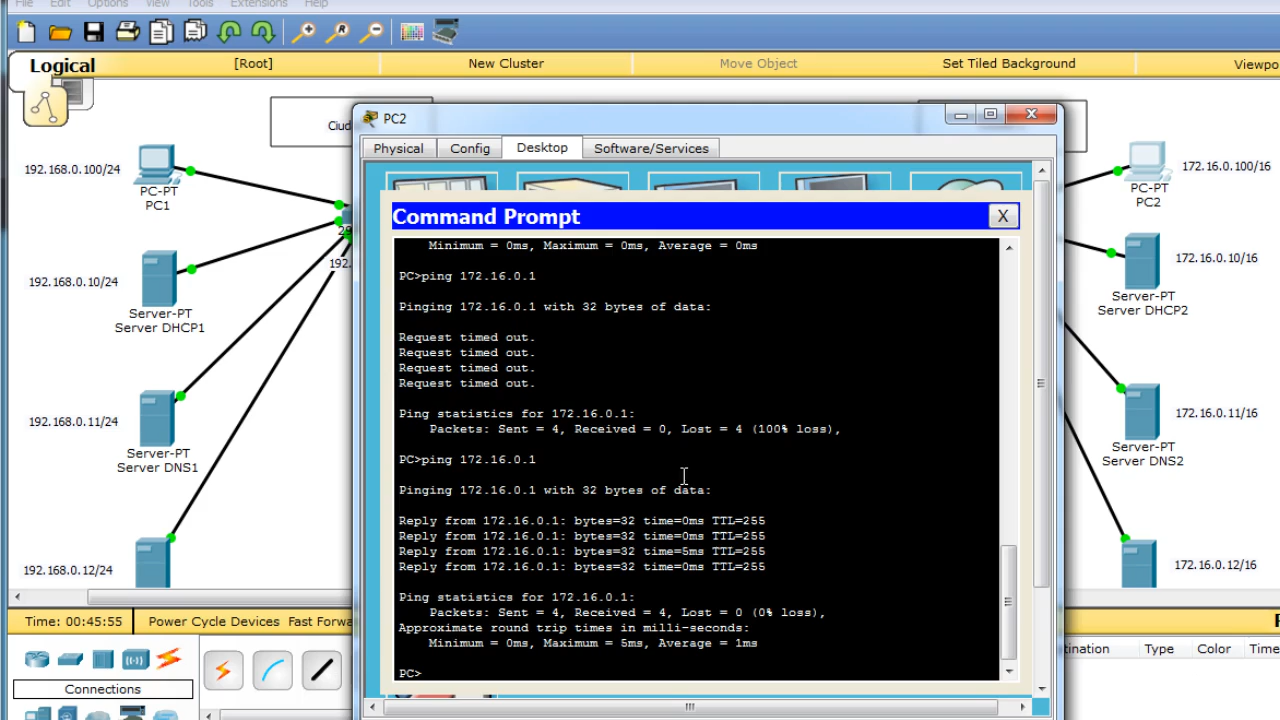 File Edit Options View Tools Extensions Help
Logical
[Root]
New Cluster
Move Object
Set Tiled Background
Viewpo
Ciud
192.168.0.100/24
PC-PT
PC1
192.168.0.10/24
Server-PT
Server DHCP1
192.168.0.11/24
Server-PT
Server DNS1
192.168.0.12/24
29
192.
PC2
Physical
Config
Desktop
Software/Services
Command Prompt
X
Minimum = 0ms, Maximum = 0ms, Average = 0ms
PC>ping 172.16.0.1
Pinging 172.16.0.1 with 32 bytes of data:
Request timed out.
Request timed out.
Request timed out.
Request timed out.
Ping statistics for 172.16.0.1:
Packets: Sent = 4, Received = 0, Lost = 4 (100% loss),
PC>ping 172.16.0.1
Pinging 172.16.0.1 with 32 bytes of data:
Reply from 172.16.0.1: bytes=32 time=0ms TTL=255
Reply from 172.16.0.1: bytes=32 time=0ms TTL=255
Reply from 172.16.0.1: bytes=32 time=5ms TTL=255
Reply from 172.16.0.1: bytes=32 time=0ms TTL=255
Ping statistics for 172.16.0.1:
Packets: Sent = 4, Received = 4, Lost = 0 (0% loss),
Approximate round trip times in milli-seconds:
Minimum = 0ms, Maximum = 5ms, Average = 1ms
PC>
172.16.0.100/16
PC-PT
PC2
172.16.0.10/16
Server-PT
Server DHCP2
172.16.0.11/16
Server-PT
Server DNS2
172.16.0.12/16
Time: 00:45:55
Power Cycle Devices Fast Forwa
Connections
tination
Type
Color
Time